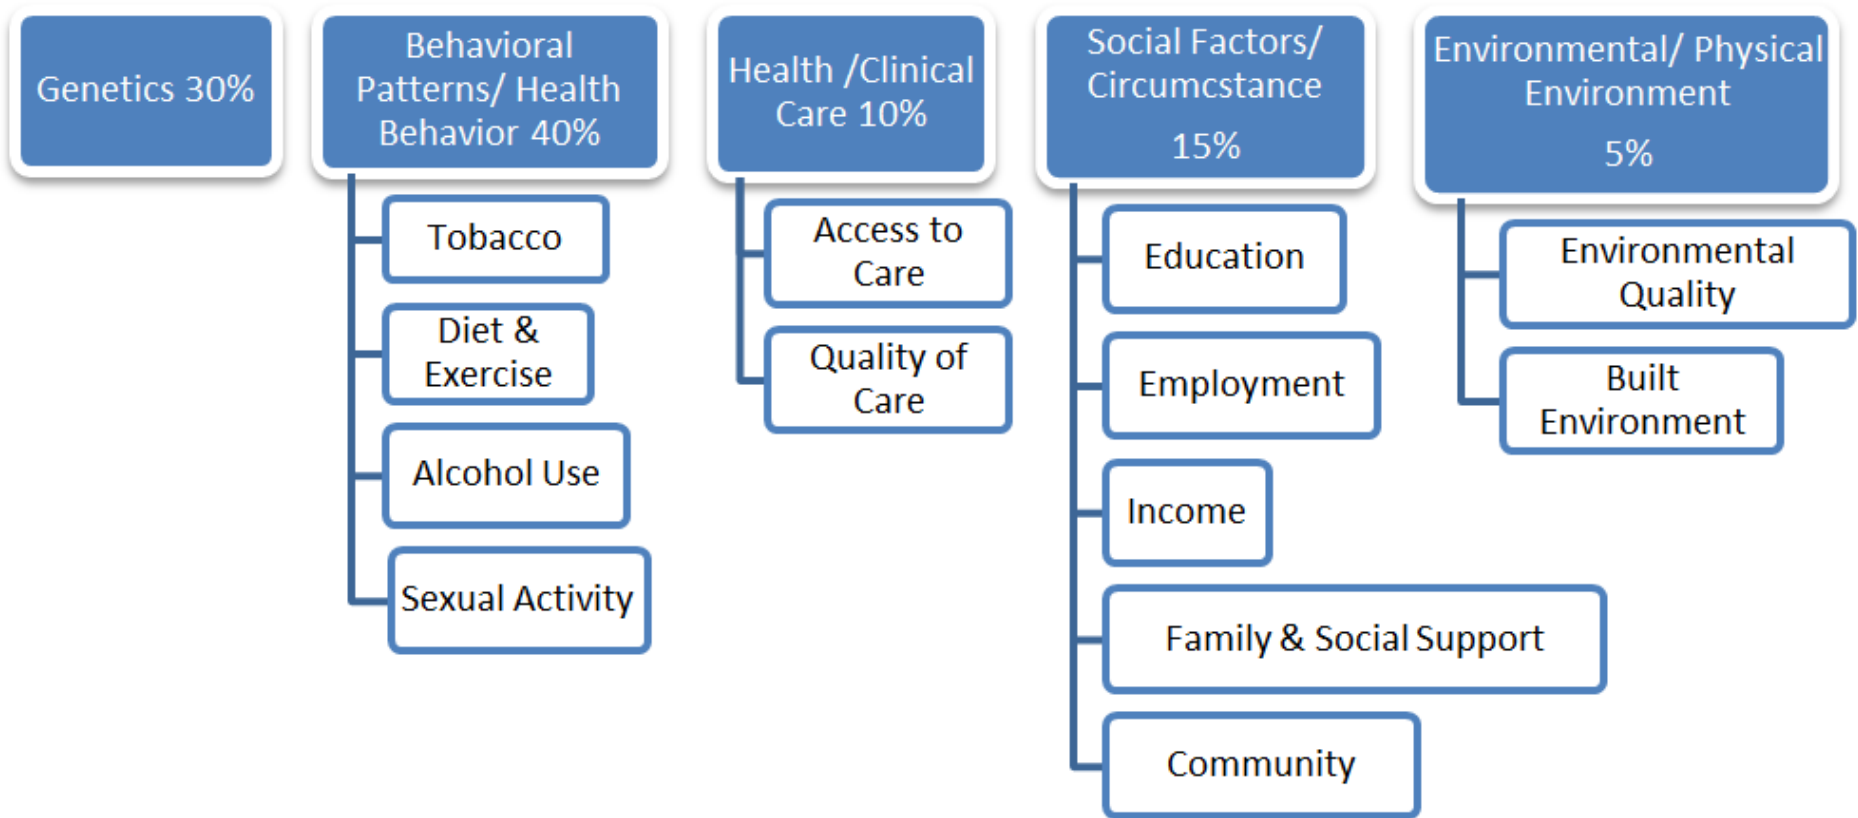 Genetics 30%
Behavioral
Patterns/ Health
Behavior 40%
Tobacco
Diet &
Exercise
Alcohol Use
Sexual Activity
Health /Clinical
Care 10%
Access to
Care
Quality of
Care
Social Factors/
Circumcstance
15%
Education
Employment
Income
Family & Social Support
Community
Environmental/ Physical
Environment
5%
Environmental
Quality
Built
Environment